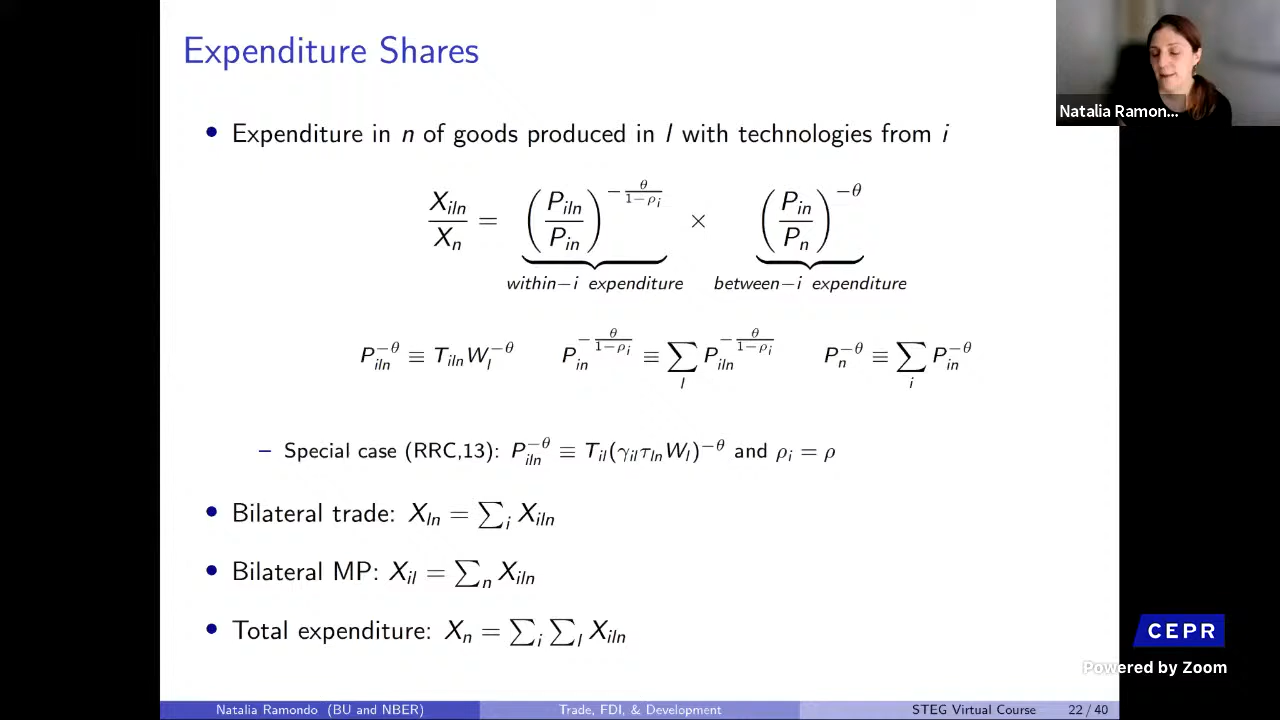 Expenditure Shares
Natalia Ramon...
• Expenditure in n of goods produced in l with technologies from i
X_{iln} / X_n = (P_{iln} / P_{in})^{-θ/(1-ρ_i)} × (P_{in} / P_n)^{-θ}
within−i expenditure between−i expenditure
P_{iln}^{-θ} ≡ T_{iln} W_l^{-θ} P_{in}^{-θ/(1-ρ_i)} ≡ ∑_l P_{iln}^{-θ/(1-ρ_i)} P_n^{-θ} ≡ ∑_i P_{in}^{-θ}
– Special case (RRC,13): P_{iln}^{-θ} ≡ T_{il}(γ_{il}τ_{ln}W_l)^{-θ} and ρ_i = ρ
• Bilateral trade: X_{ln} = ∑_i X_{iln}
• Bilateral MP: X_{il} = ∑_n X_{iln}
• Total expenditure: X_n = ∑_i ∑_l X_{iln}
CEPR
Powered by Zoom
Natalia Ramondo (BU and NBER) Trade, FDI, & Development STEG Virtual Course 22 / 40